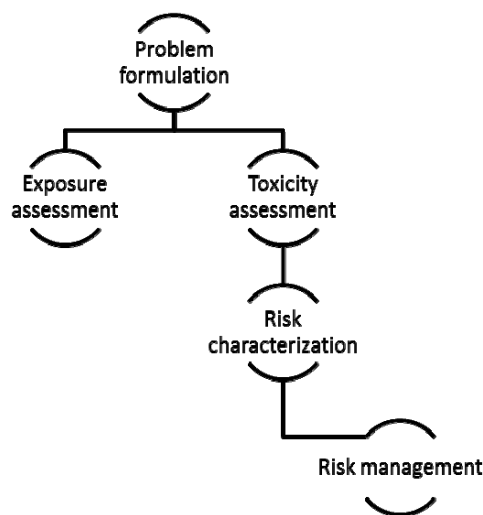 Problem
formulation
Exposure
assessment
Toxicity
assessment
Risk
characterization
Risk management